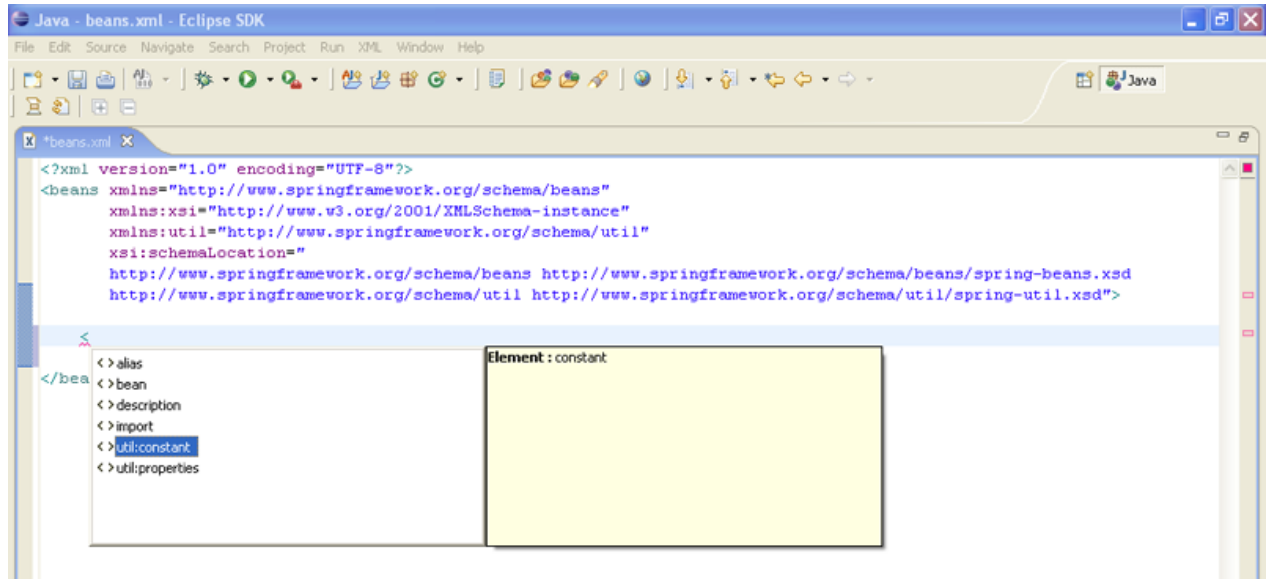 Java - beans.xml - Eclipse SDK
File Edit Source Navigate Search Project Run XML Window Help
Java
*beans.xml
<?xml version="1.0" encoding="UTF-8"?>
<beans xmlns="http://www.springframework.org/schema/beans"
xmlns:xsi="http://www.w3.org/2001/XMLSchema-instance"
xmlns:util="http://www.springframework.org/schema/util"
xsi:schemaLocation="
http://www.springframework.org/schema/beans http://www.springframework.org/schema/beans/spring-beans.xsd
http://www.springframework.org/schema/util http://www.springframework.org/schema/util/spring-util.xsd">
<
</bea
<> alias
<> bean
<> description
<> import
<> util:constant
<> util:properties
Element : constant